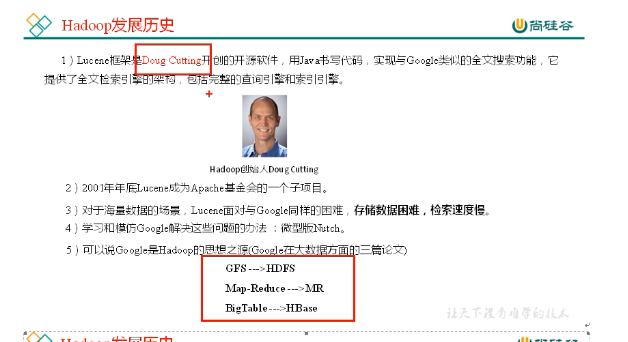 Hadoop发展历史
尚硅谷
1）Lucene框架是Doug Cutting开创的开源软件，用Java书写代码，实现与Google类似的全文搜索功能，它
提供了全文检索引擎的架构，包括完整的查询引擎和索引引擎。
Hadoop创始人Doug Cutting
2）2001年年底Lucene成为Apache基金会的一个子项目。
3）对于海量数据的场景，Lucene面对与Google同样的困难，存储数据困难，检索速度慢。
4）学习和模仿Google解决这些问题的办法 ：微型版Nutch。
5）可以说Google是Hadoop的思想之源(Google在大数据方面的三篇论文)
GFS --->HDFS
Map-Reduce --->MR
BigTable --->HBase
让天下没有难学的技术
Hadoop发展历史
尚硅谷